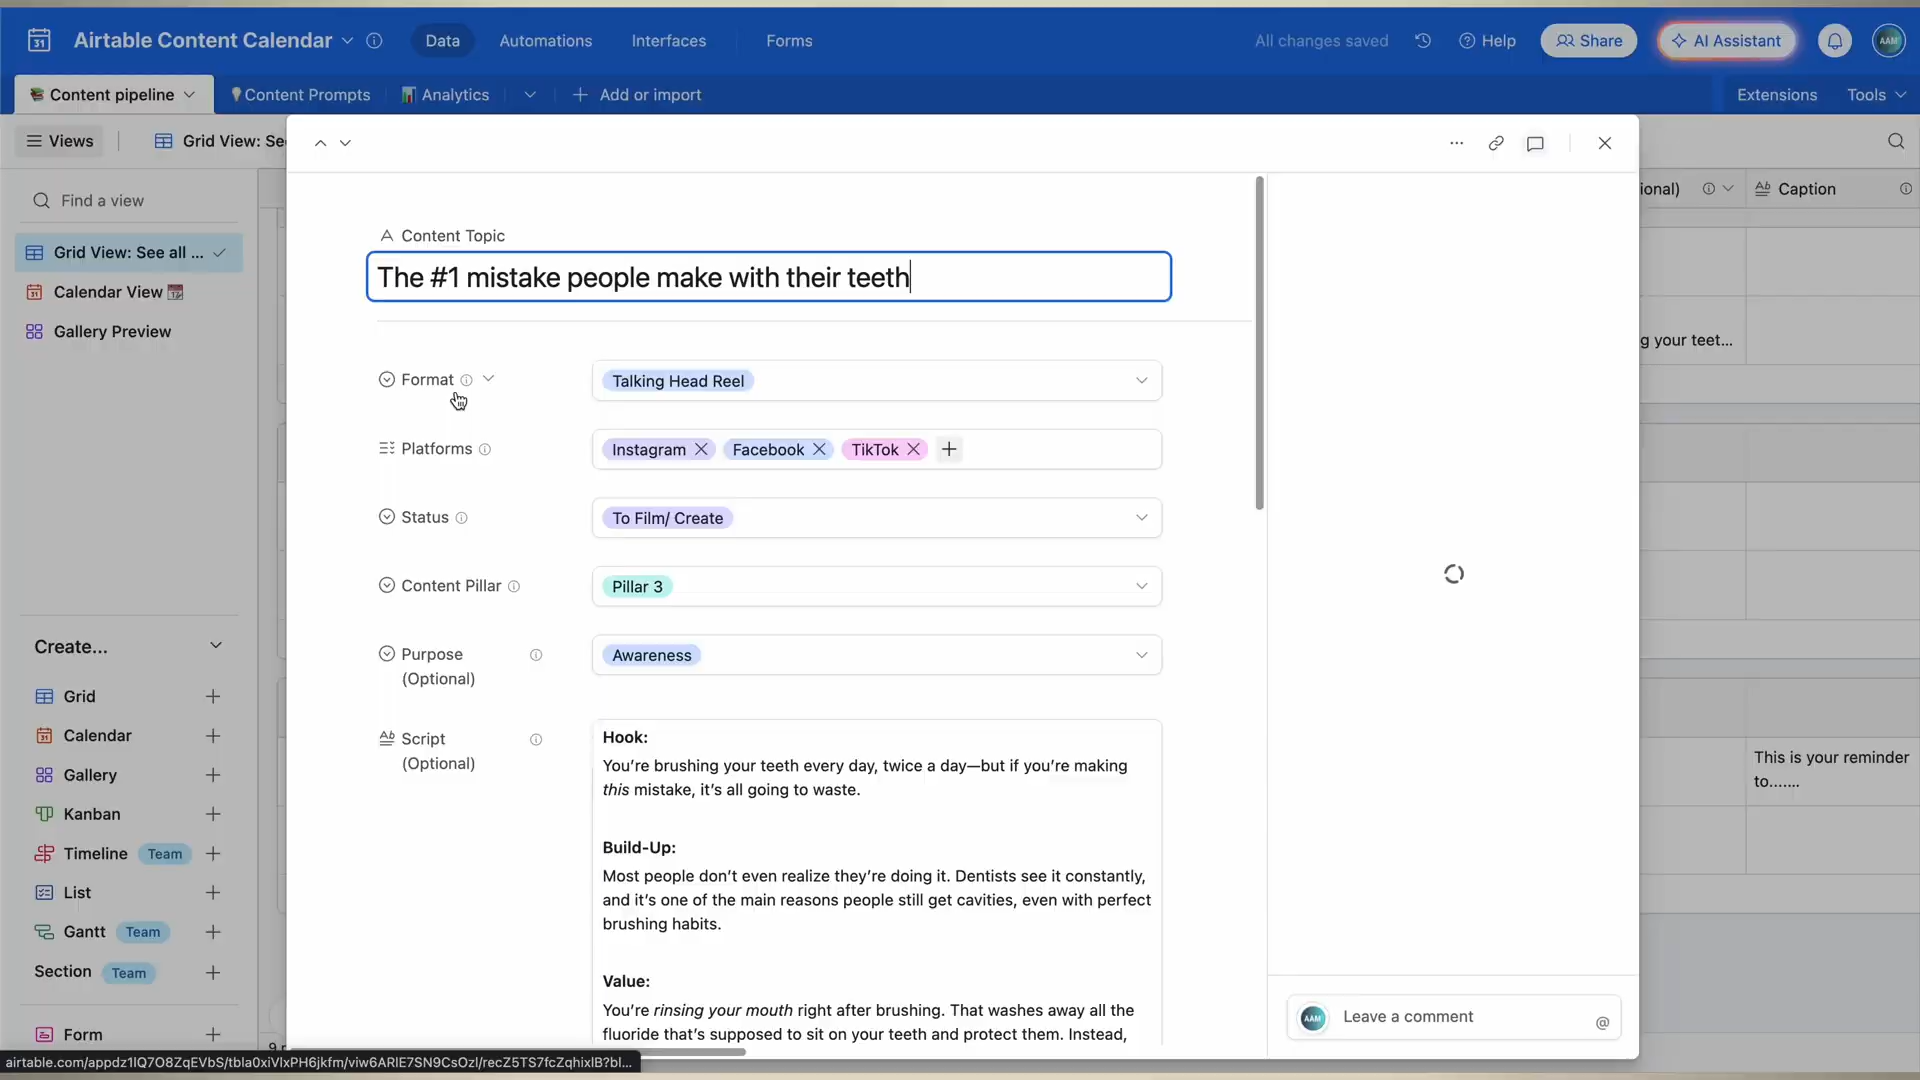 31 Airtable Content Calendar Data Automations Interfaces Forms All changes saved Help Share AI Assistant AAM
Content pipeline Content Prompts Analytics Add or import Extensions Tools
Views Grid View: Se
Find a view
Grid View: See all ...
Calendar View
Gallery Preview
Create...
Grid
Calendar
Gallery
Kanban
Timeline Team
List
Gantt Team
Section Team
Form
Content Topic
The #1 mistake people make with their teeth
Format Talking Head Reel
Platforms Instagram Facebook TikTok
Status To Film/ Create
Content Pillar Pillar 3
Purpose (Optional) Awareness
Script (Optional)
Hook:
You're brushing your teeth every day, twice a day—but if you're making
this mistake, it's all going to waste.
Build-Up:
Most people don't even realize they're doing it. Dentists see it constantly,
and it's one of the main reasons people still get cavities, even with perfect
brushing habits.
Value:
You're rinsing your mouth right after brushing. That washes away all the
fluoride that's supposed to sit on your teeth and protect them. Instead,
AAM Leave a comment @
ional) Caption
g your teet...
This is your reminder
to.......